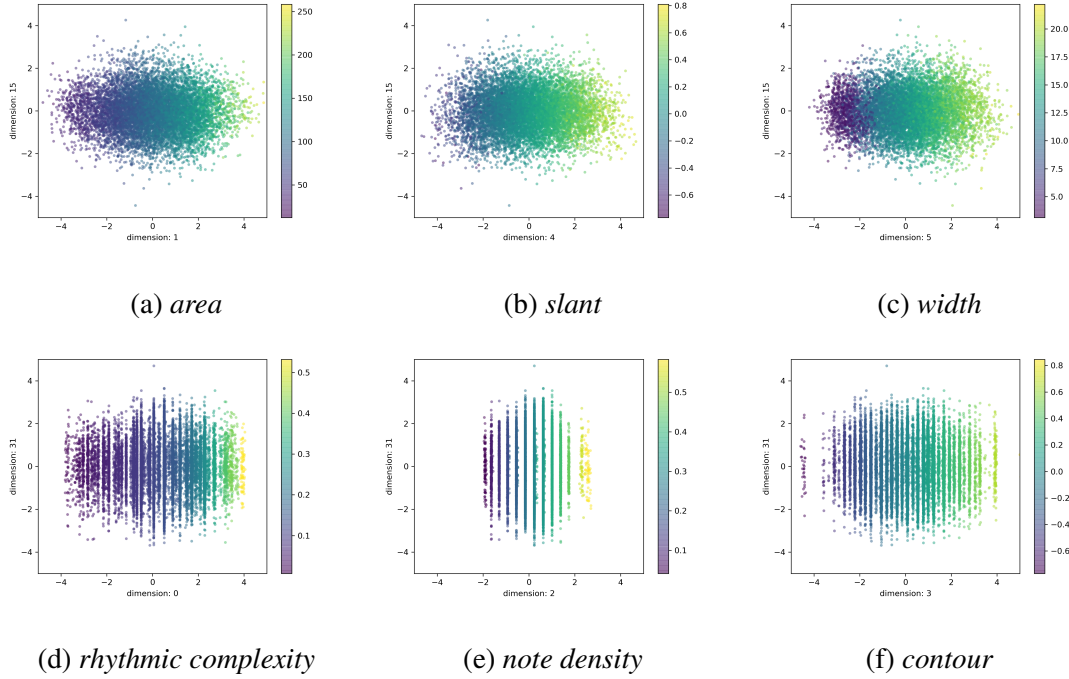 4
2
0
−2
−4
dimension: 15
−4 −2 0 2 4
dimension: 1
250
200
150
100
50
4
2
0
−2
−4
dimension: 15
−4 −2 0 2 4
dimension: 4
0.8
0.6
0.4
0.2
0.0
−0.2
−0.4
−0.6
4
2
0
−2
−4
dimension: 15
−4 −2 0 2 4
dimension: 5
20.0
17.5
15.0
12.5
10.0
7.5
5.0
(a) area
(b) slant
(c) width
4
2
0
−2
−4
dimension: 31
−4 −2 0 2 4
dimension: 0
0.5
0.4
0.3
0.2
0.1
4
2
0
−2
−4
dimension: 31
−4 −2 0 2 4
dimension: 2
0.5
0.4
0.3
0.2
0.1
4
2
0
−2
−4
dimension: 31
−4 −2 0 2 4
dimension: 3
0.8
0.6
0.4
0.2
0.0
−0.2
−0.4
−0.6
(d) rhythmic complexity
(e) note density
(f) contour